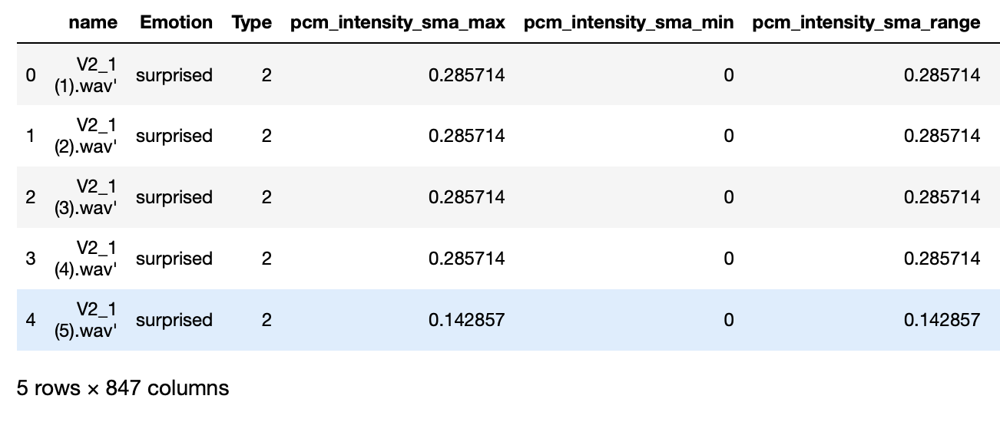 name Emotion Type pcm_intensity_sma_max pcm_intensity_sma_min pcm_intensity_sma_range
0 V2_1 (1).wav' surprised 2 0.285714 0 0.285714
1 V2_1 (2).wav' surprised 2 0.285714 0 0.285714
2 V2_1 (3).wav' surprised 2 0.285714 0 0.285714
3 V2_1 (4).wav' surprised 2 0.285714 0 0.285714
4 V2_1 (5).wav' surprised 2 0.142857 0 0.142857
5 rows × 847 columns